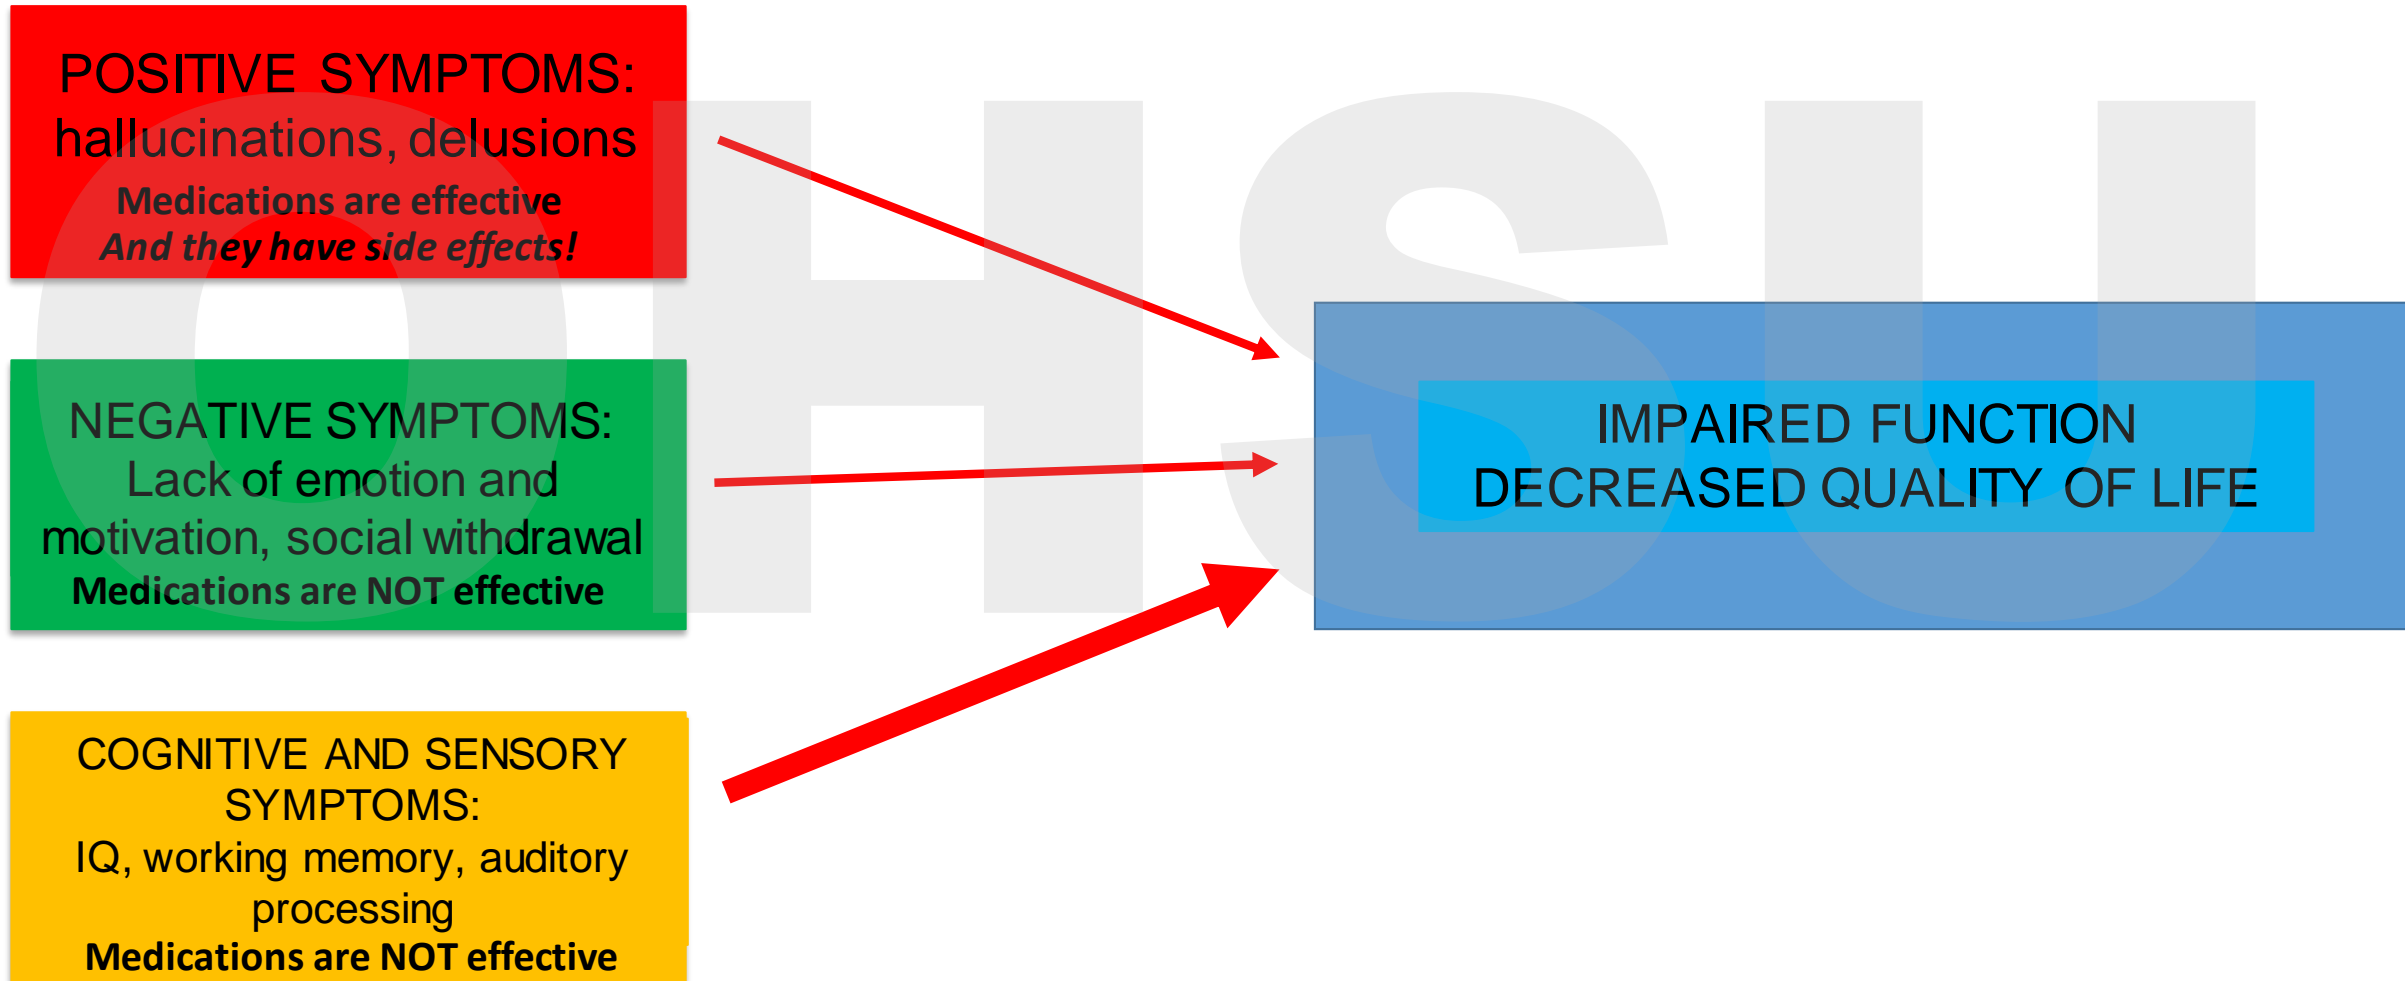 POSITIVE SYMPTOMS:
hallucinations, delusions
Medications are effective
And they have side effects!
NEGATIVE SYMPTOMS:
Lack of emotion and
motivation, social withdrawal
Medications are NOT effective
COGNITIVE AND SENSORY
SYMPTOMS:
IQ, working memory, auditory
processing
Medications are NOT effective
IMPAIRED FUNCTION
DECREASED QUALITY OF LIFE
OHSU